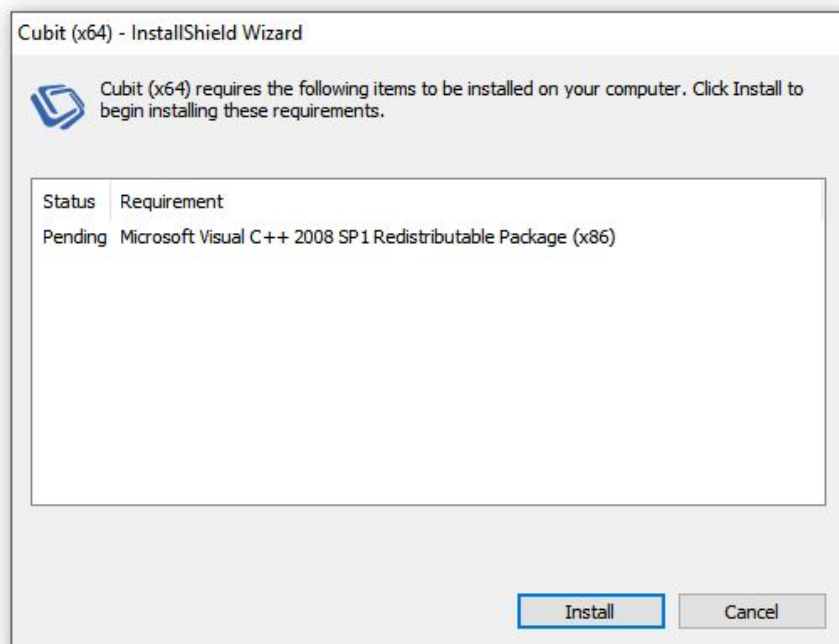 Cubit (x64) - InstallShield Wizard
Cubit (x64) requires the following items to be installed on your computer. Click Install to
begin installing these requirements.
Status Requirement
Pending Microsoft Visual C++ 2008 SP1 Redistributable Package (x86)
Install Cancel